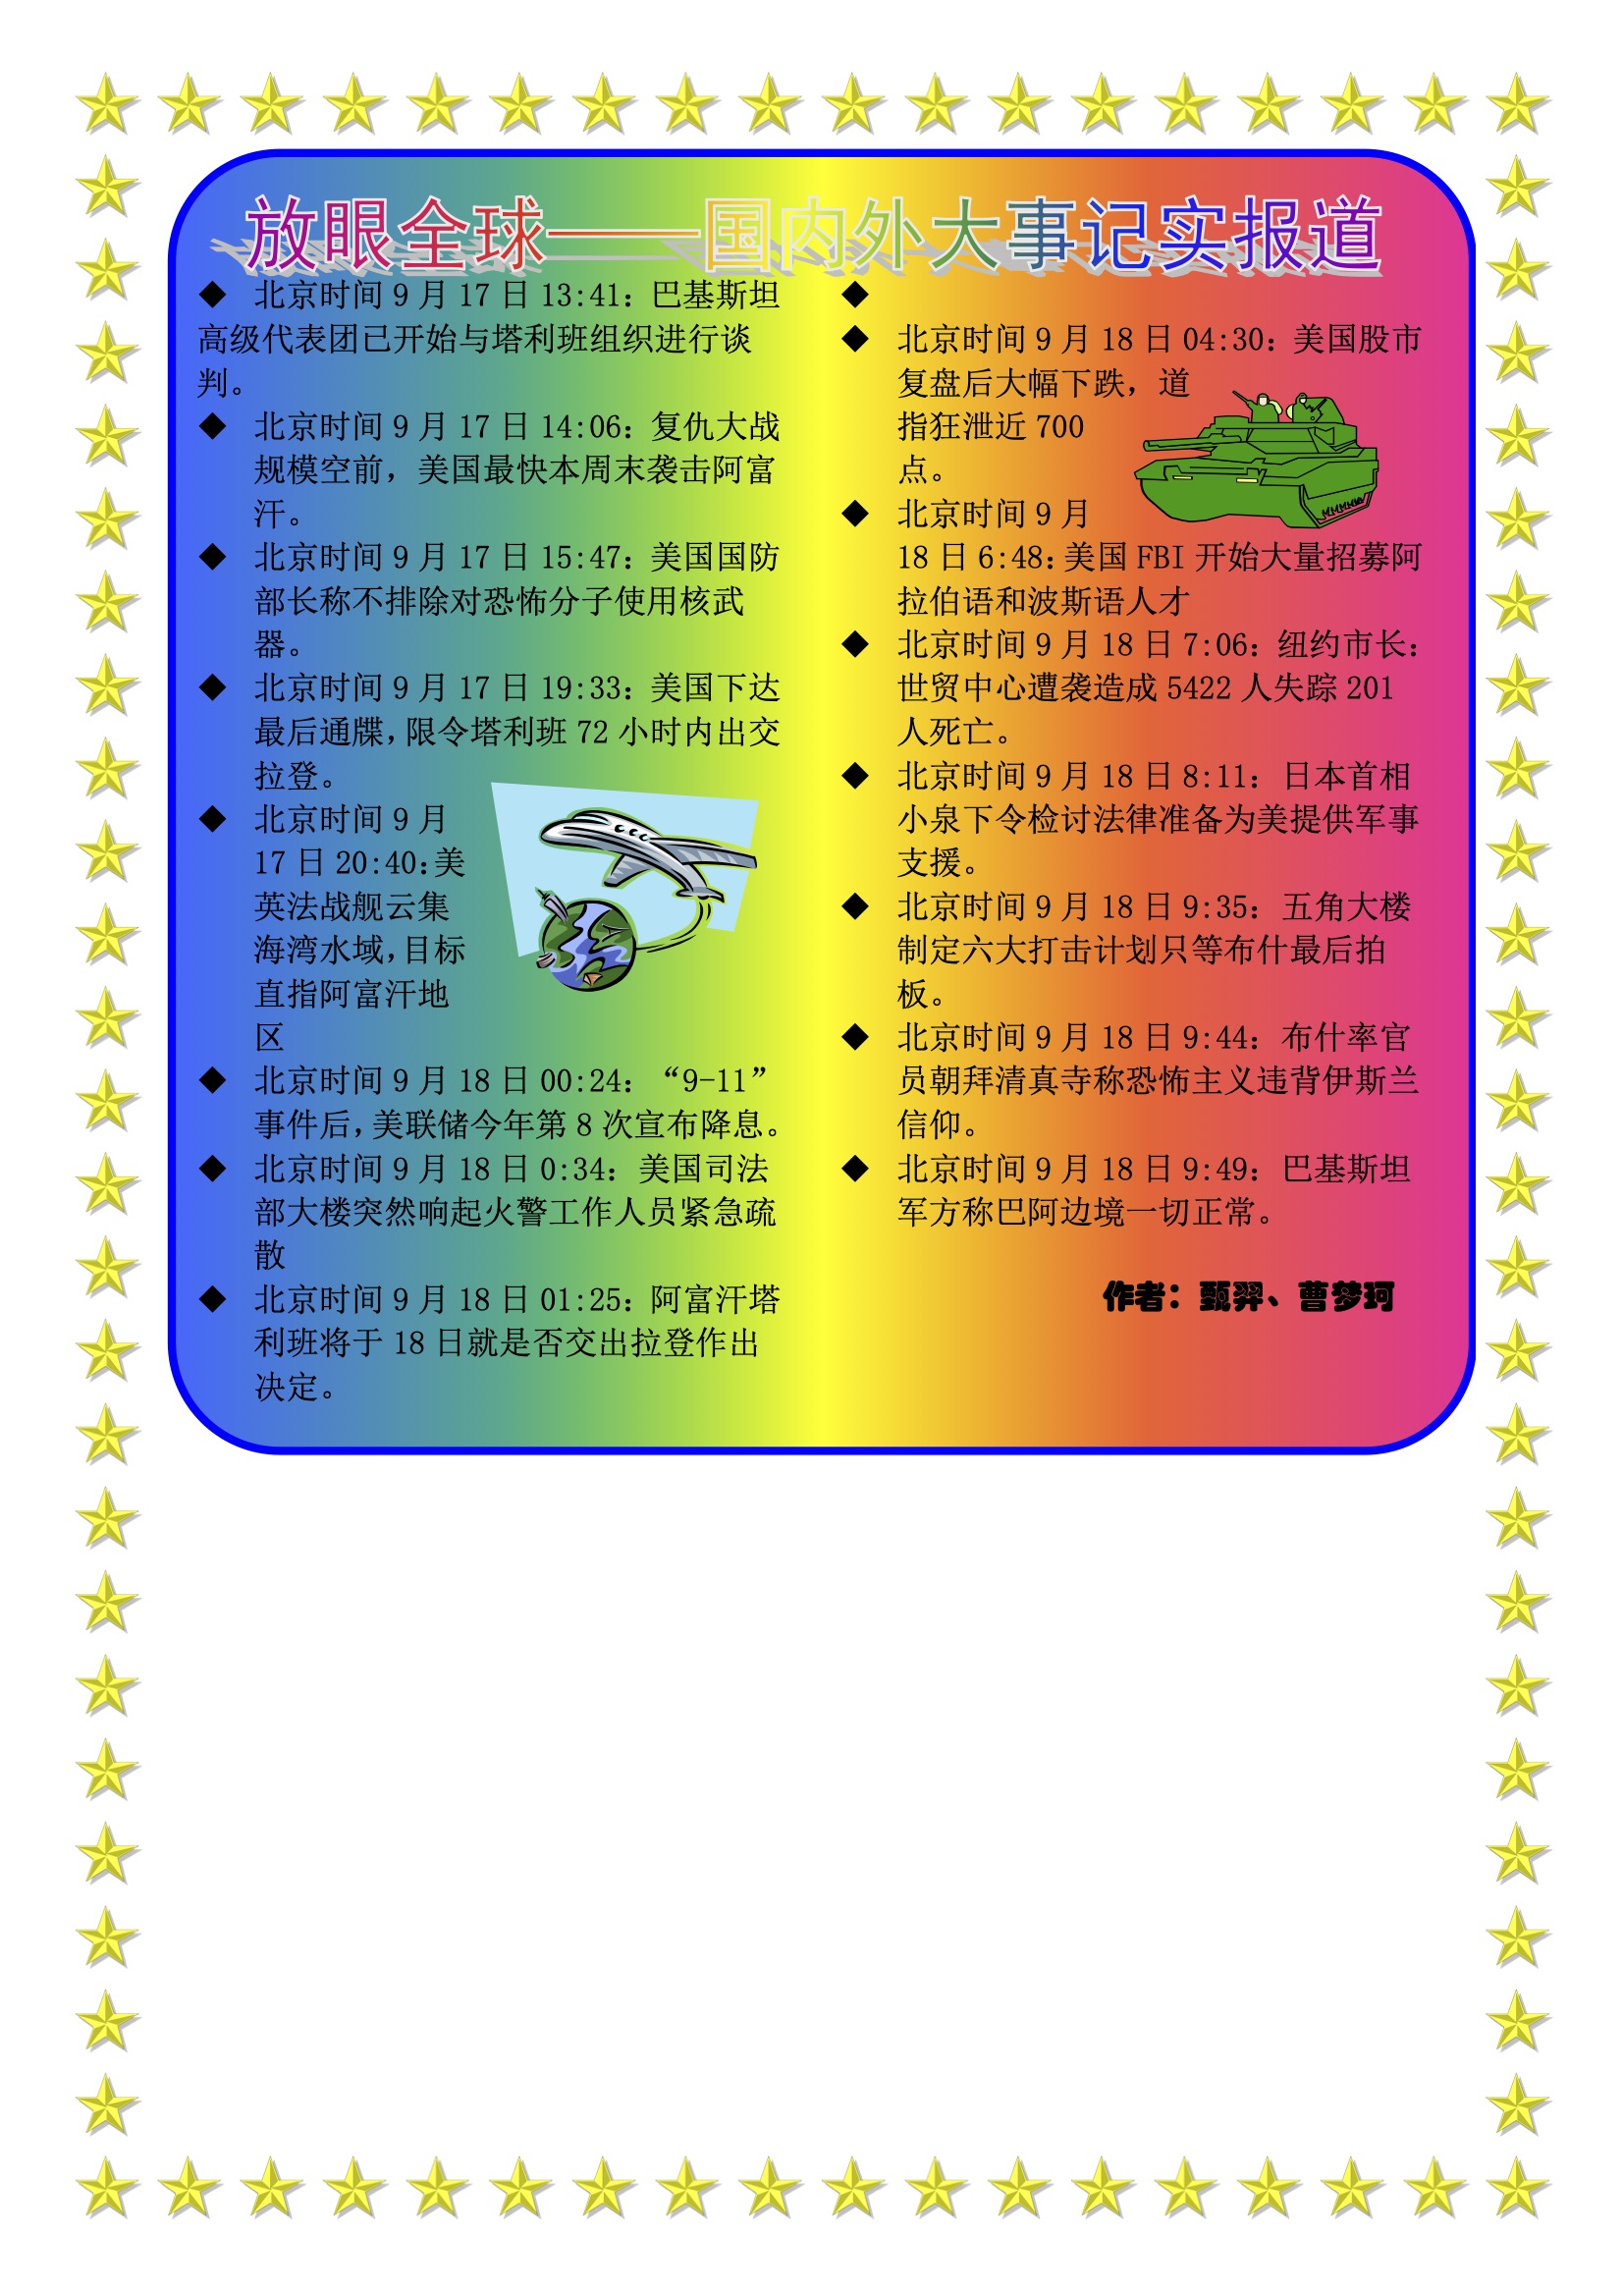 放眼全球——国内外大事记实报道
◆ 北京时间 9 月 17 日 13:41：巴基斯坦
高级代表团已开始与塔利班组织进行谈
判。
◆ 北京时间 9 月 17 日 14:06：复仇大战
规模空前，美国最快本周末袭击阿富
汗。
◆ 北京时间 9 月 17 日 15:47：美国国防
部长称不排除对恐怖分子使用核武
器。
◆ 北京时间 9 月 17 日 19:33：美国下达
最后通牒，限令塔利班 72 小时内出交
拉登。
◆ 北京时间 9 月
17 日 20:40：美
英法战舰云集
海湾水域，目标
直指阿富汗地
区
◆ 北京时间 9 月 18 日 00:24：“9-11”
事件后，美联储今年第 8 次宣布降息。
◆ 北京时间 9 月 18 日 0:34：美国司法
部大楼突然响起火警工作人员紧急疏
散
◆ 北京时间 9 月 18 日 01:25：阿富汗塔
利班将于 18 日就是否交出拉登作出
决定。
◆
◆ 北京时间 9 月 18 日 04:30：美国股市
复盘后大幅下跌，道
指狂泄近 700
点。
◆ 北京时间 9 月
18 日 6:48：美国 FBI 开始大量招募阿
拉伯语和波斯语人才
◆ 北京时间 9 月 18 日 7:06：纽约市长：
世贸中心遭袭造成 5422 人失踪 201
人死亡。
◆ 北京时间 9 月 18 日 8:11：日本首相
小泉下令检讨法律准备为美提供军事
支援。
◆ 北京时间 9 月 18 日 9:35：五角大楼
制定六大打击计划只等布什最后拍
板。
◆ 北京时间 9 月 18 日 9:44：布什率官
员朝拜清真寺称恐怖主义违背伊斯兰
信仰。
◆ 北京时间 9 月 18 日 9:49：巴基斯坦
军方称巴阿边境一切正常。
作者：甄羿、曹梦珂